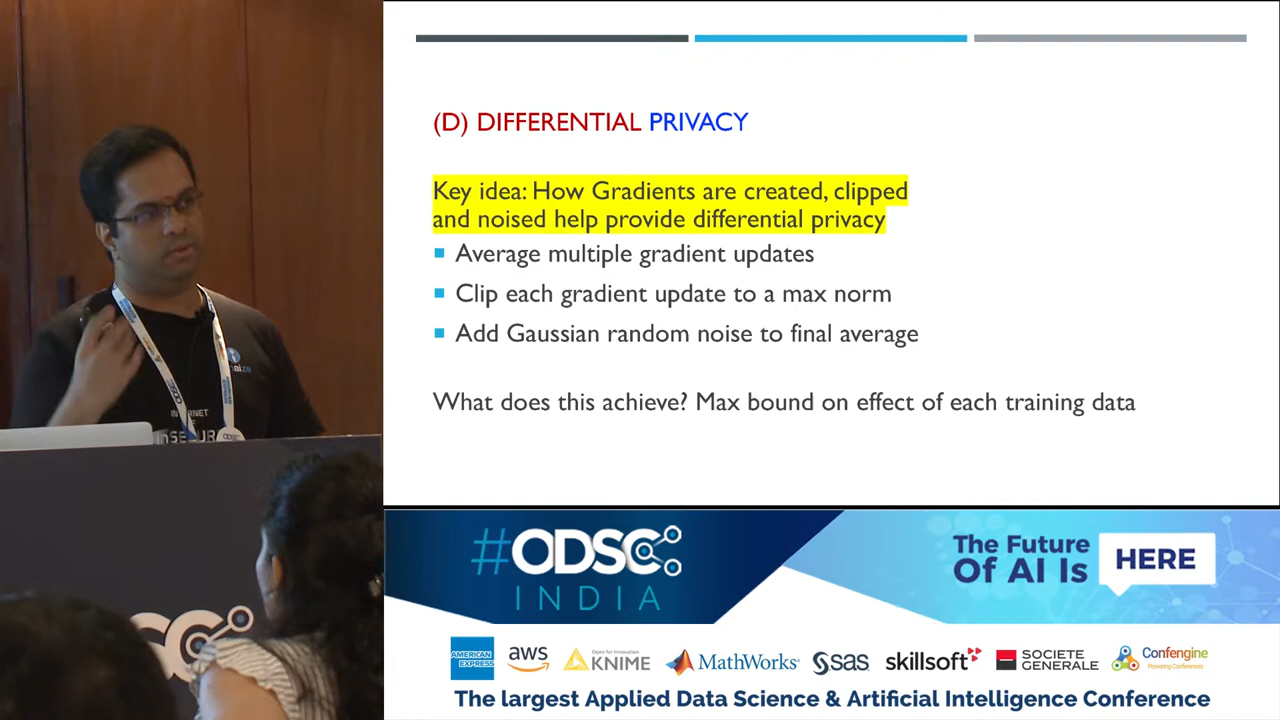 (D) DIFFERENTIAL PRIVACY
Key idea: How Gradients are created, clipped
and noised help provide differential privacy
Average multiple gradient updates
Clip each gradient update to a max norm
Add Gaussian random noise to final average
What does this achieve? Max bound on effect of each training data
#ODSC
INDIA
The Future
Of AI Is
HERE
AMERICAN
EXPRESS
aws
Open for Innovation
KNIME
MathWorks
sas
skillsoft
SOCIETE
GENERALE
Confengine
Powering Conferences
The largest Applied Data Science & Artificial Intelligence Conference